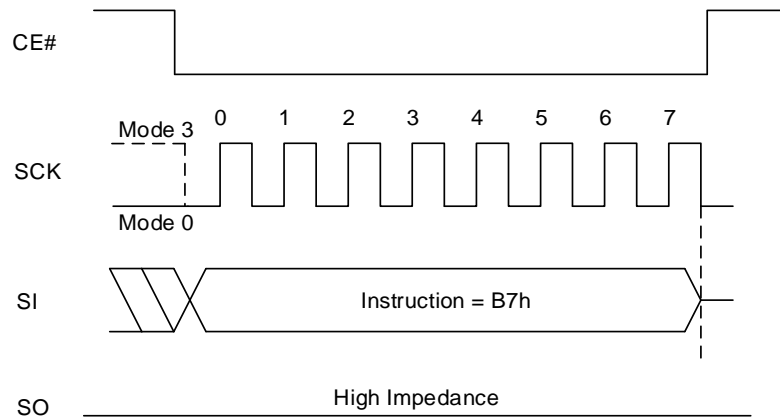 CE#
Mode 3
0 1 2 3 4 5 6 7
SCK
Mode 0
SI
Instruction = B7h
SO
High Impedance